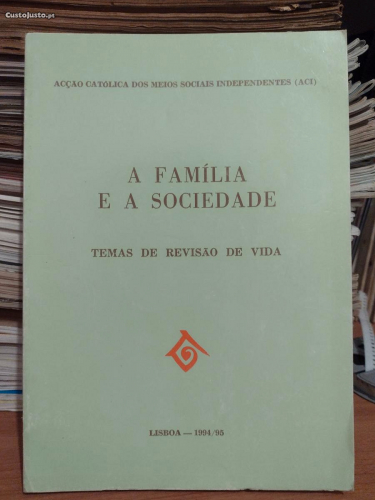 CustoJusto.pt
ACÇÃO CATÓLICA DOS MEIOS SOCIAIS INDEPENDENTES (ACI)
A FAMÍLIA
E A SOCIEDADE
TEMAS DE REVISÃO DE VIDA
LISBOA — 1994/95